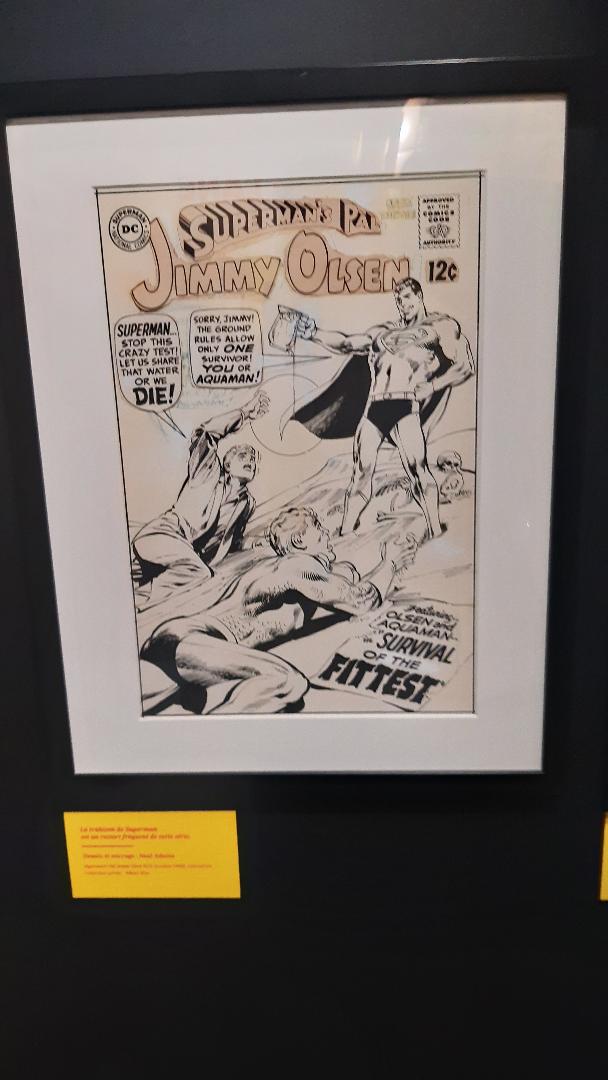 SUPERMAN
DC
NATIONAL COMICS
SUPERMAN'S PAL
JIMMY OLSEN
APPROVED
BY THE
COMICS
CODE
AUTHORITY
12¢
SUPERMAN...
STOP THIS
CRAZY TEST!
LET US SHARE
THAT WATER
OR WE
DIE!
SORRY, JIMMY!
THE GROUND
RULES ALLOW
ONLY ONE
SURVIVOR!
YOU OR
AQUAMAN!
Featuring
OLSEN and
AQUAMAN
in "SURVIVAL
OF THE
FITTEST"
La trahison de Superman
est un ressort fréquent de cette série.
Dessin et encrage : Neal Adams